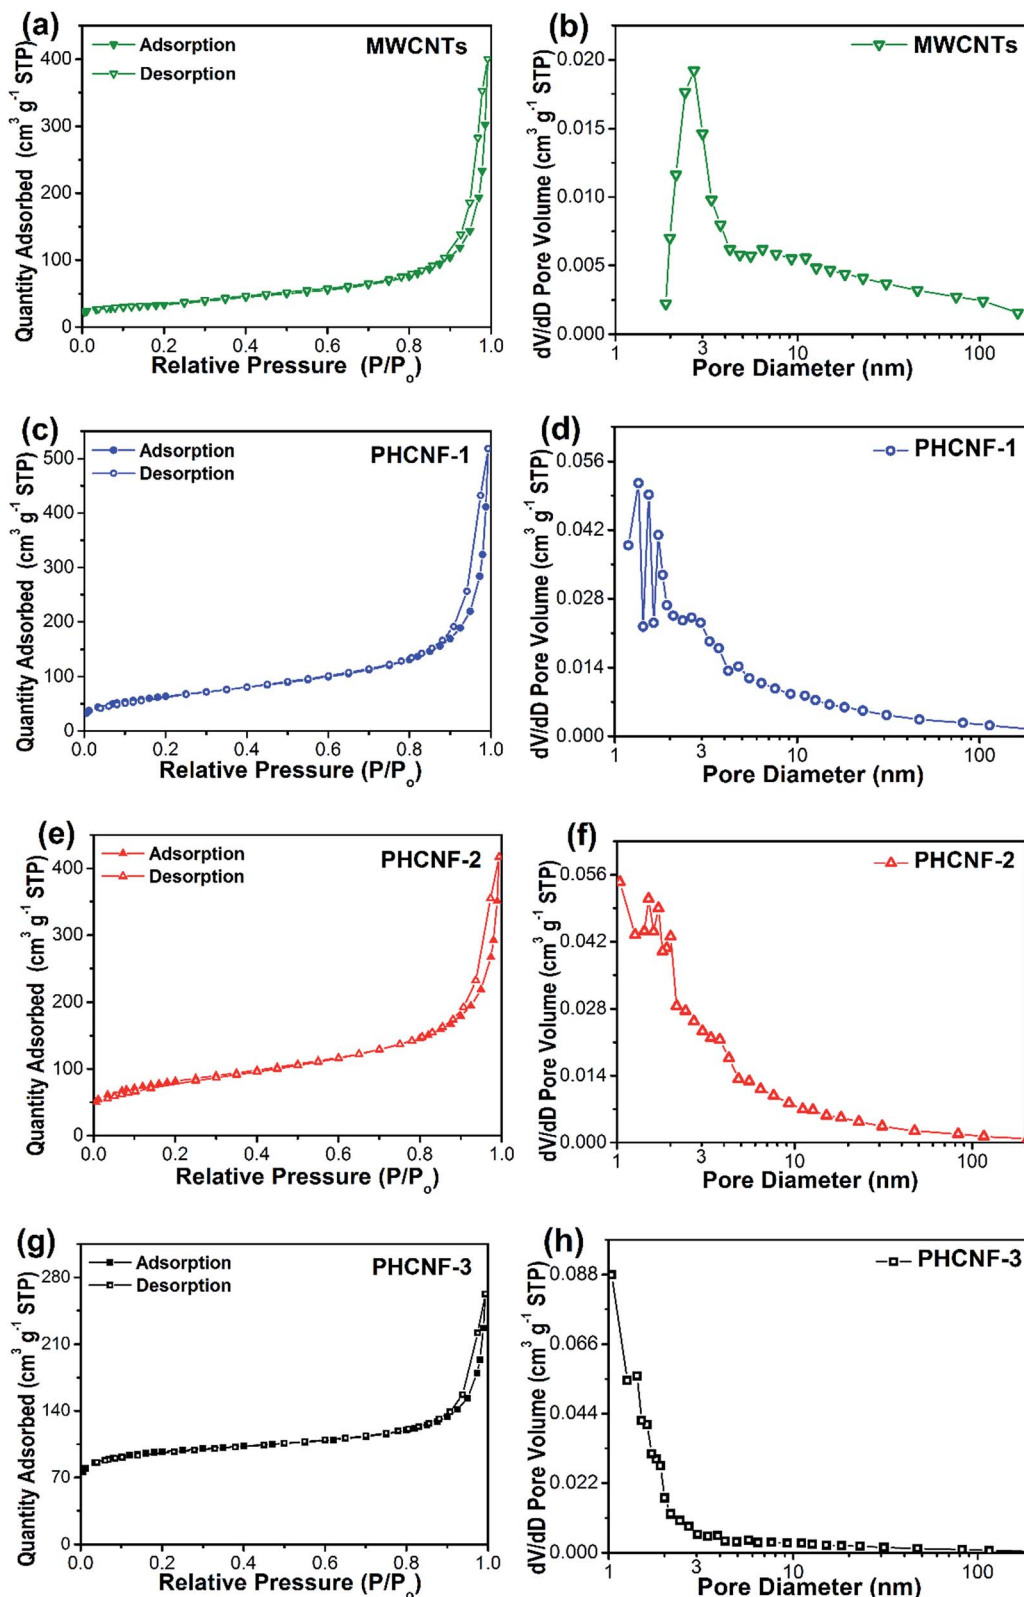 (a)
Adsorption
Desorption
MWCNTs
Quantity Adsorbed (cm³ g⁻¹ STP)
400
300
200
100
0
0.0 0.2 0.4 0.6 0.8 1.0
Relative Pressure (P/Pₒ)
(b)
MWCNTs
dV/dD Pore Volume (cm³ g⁻¹ STP)
0.020
0.015
0.010
0.005
0.000
1 3 10 100
Pore Diameter (nm)
(c)
Adsorption
Desorption
PHCNF-1
Quantity Adsorbed (cm³ g⁻¹ STP)
500
400
300
200
100
0
0.0 0.2 0.4 0.6 0.8 1.0
Relative Pressure (P/Pₒ)
(d)
PHCNF-1
dV/dD Pore Volume (cm³ g⁻¹ STP)
0.056
0.042
0.028
0.014
0.000
1 3 10 100
Pore Diameter (nm)
(e)
Adsorption
Desorption
PHCNF-2
Quantity Adsorbed (cm³ g⁻¹ STP)
400
300
200
100
0
0.0 0.2 0.4 0.6 0.8 1.0
Relative Pressure (P/Pₒ)
(f)
PHCNF-2
dV/dD Pore Volume (cm³ g⁻¹ STP)
0.056
0.042
0.028
0.014
0.000
1 3 10 100
Pore Diameter (nm)
(g)
Adsorption
Desorption
PHCNF-3
Quantity Adsorbed (cm³ g⁻¹ STP)
280
210
140
70
0
0.0 0.2 0.4 0.6 0.8 1.0
Relative Pressure (P/Pₒ)
(h)
PHCNF-3
dV/dD Pore Volume (cm³ g⁻¹ STP)
0.088
0.066
0.044
0.022
0.000
1 3 10 100
Pore Diameter (nm)